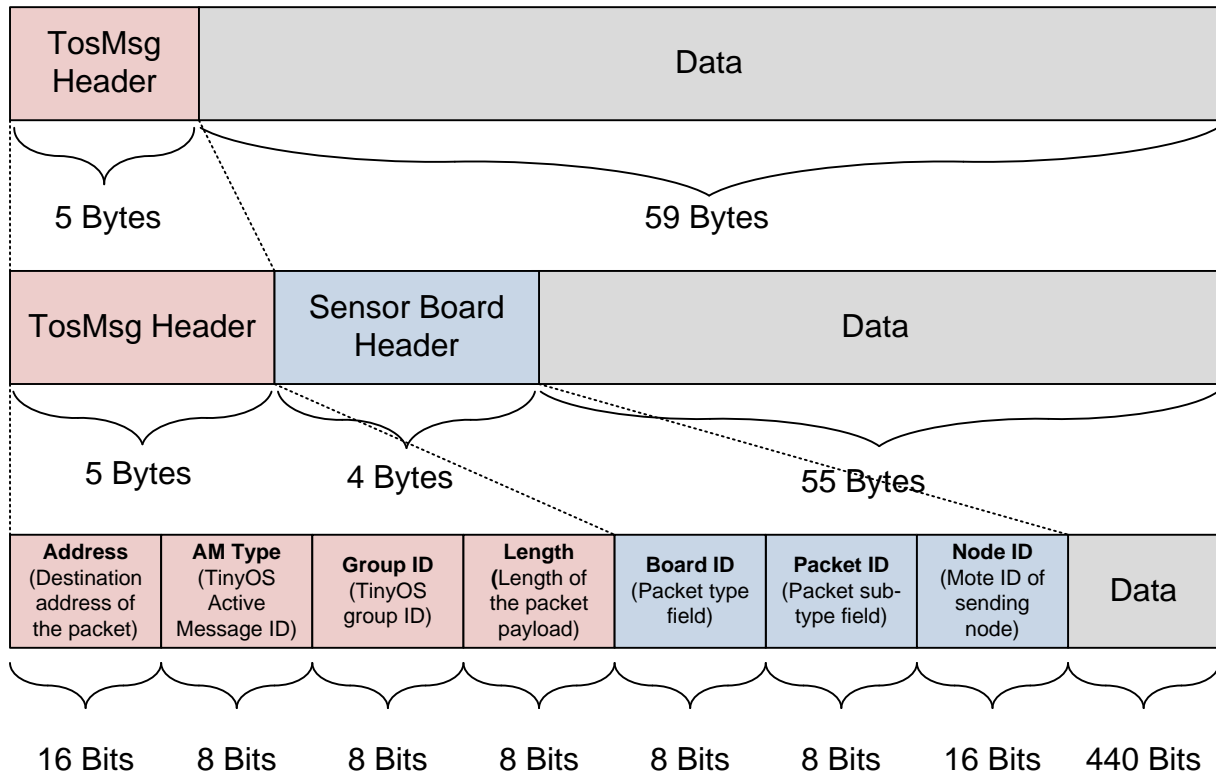 TosMsg
Header
Data
5 Bytes
59 Bytes
TosMsg Header
Sensor Board
Header
Data
5 Bytes
4 Bytes
55 Bytes
Address
(Destination
address of
the packet)
AM Type
(TinyOS
Active
Message ID)
Group ID
(TinyOS
group ID)
Length
(Length of
the packet
payload)
Board ID
(Packet type
field)
Packet ID
(Packet sub-
type field)
Node ID
(Mote ID of
sending
node)
Data
16 Bits
8 Bits
8 Bits
8 Bits
8 Bits
8 Bits
16 Bits
440 Bits